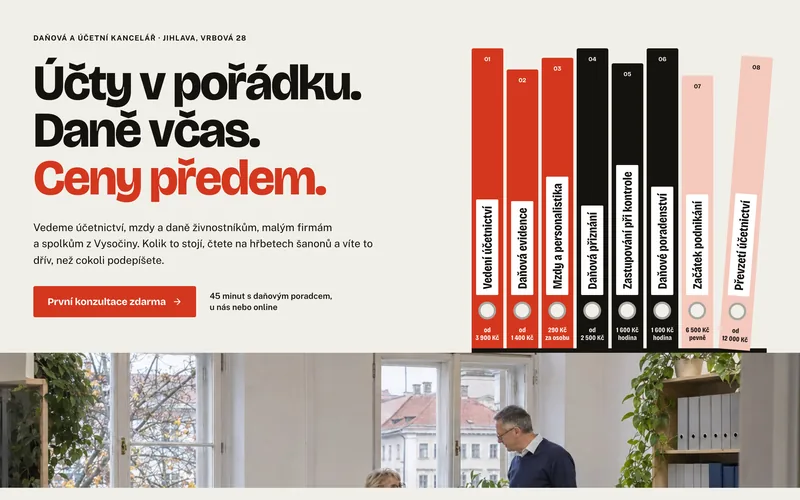 DAŇOVÁ A ÚČETNÍ KANCELÁŘ · JIHLAVA, VRBOVÁ 28
Účty v pořádku.
Daně včas.
Ceny předem.
Vedeme účetnictví, mzdy a daně živnostníkům, malým firmám
a spolkům z Vysočiny. Kolik to stojí, čtete na hřbetech šanonů a víte to
dřív, než cokoli podepíšete.
První konzultace zdarma →
45 minut s daňovým poradcem,
u nás nebo online
01
Vedení účetnictví
od
3 900 Kč
02
Daňová evidence
od
1 400 Kč
03
Mzdy a personalistika
290 Kč
za osobu
04
Daňová přiznání
od
2 500 Kč
05
Zastupování při kontrole
1 600 Kč
hodina
06
Daňové poradenství
1 600 Kč
hodina
07
Začátek podnikání
6 500 Kč
pevně
08
Převzetí účetnictví
od
12 000 Kč